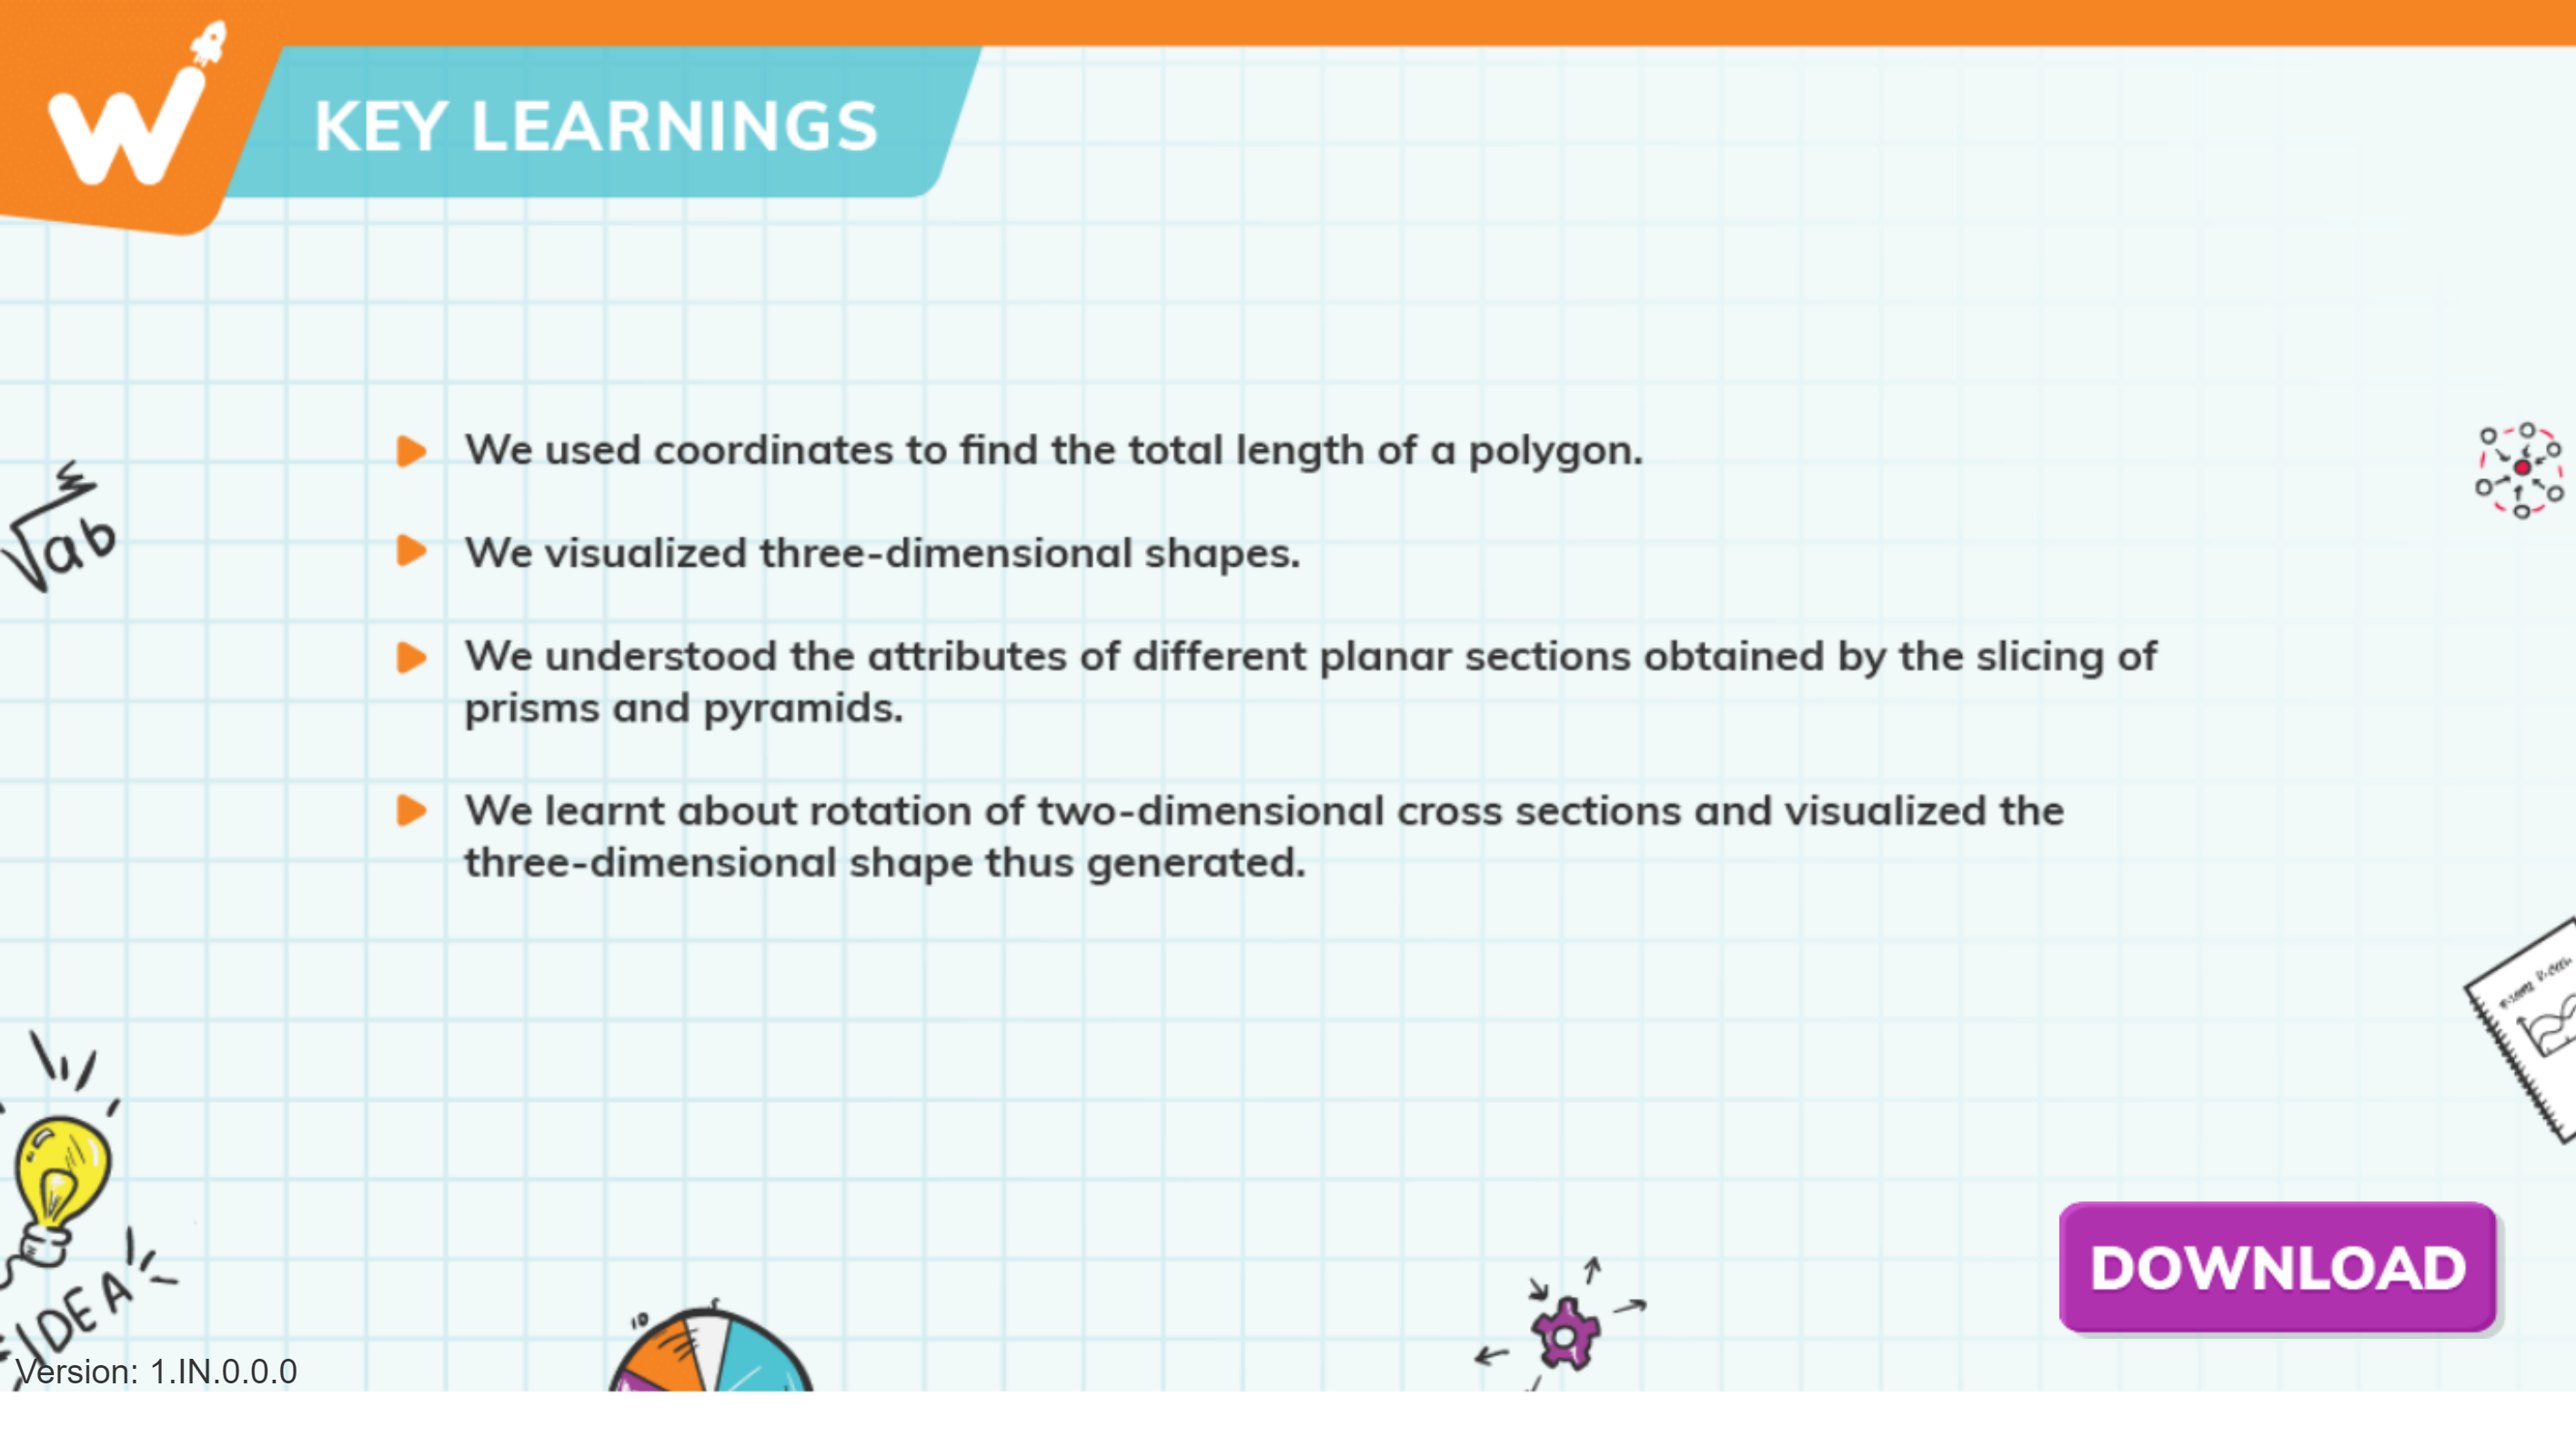 W
KEY LEARNINGS
We used coordinates to find the total length of a polygon.
√ab
We visualized three-dimensional shapes.
We understood the attributes of different planar sections obtained by the slicing of
prisms and pyramids.
We learnt about rotation of two-dimensional cross sections and visualized the
three-dimensional shape thus generated.
DOWNLOAD
IDEA
10
Version: 1.IN.0.0.0